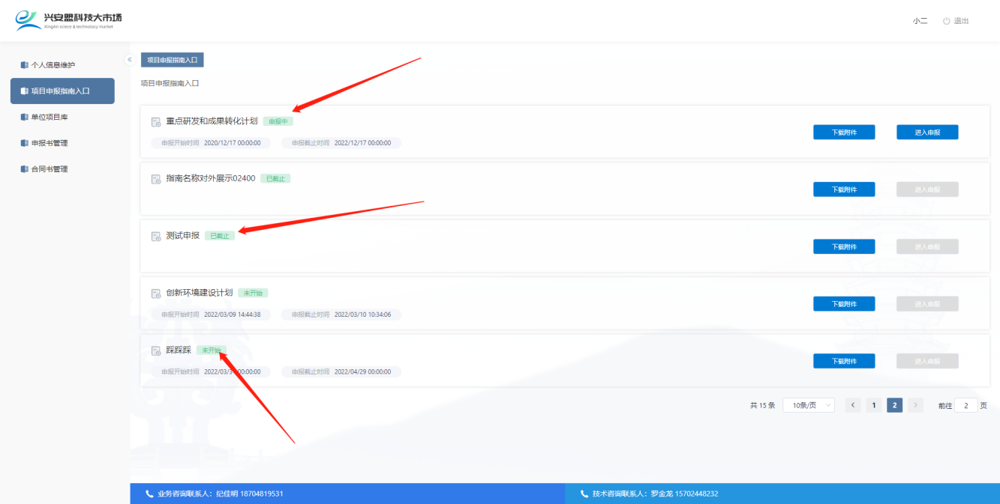 兴安盟科技大市场
XingAn sciece & technology market
小二 退出
个人信息维护
项目申报指南入口
单位项目库
申报书管理
合同书管理
项目申报指南入口
项目申报指南入口
重点研发和成果转化计划 申报中
申报开始时间 2020/12/17 00:00:00 申报截止时间 2022/12/17 00:00:00
下载附件 进入申报
指南名称对外展示02400 已截止
下载附件 进入申报
测试申报 已截止
下载附件 进入申报
创新环境建设计划 未开始
申报开始时间 2022/03/09 14:44:38 申报截止时间 2022/03/10 10:34:06
下载附件 进入申报
踩踩踩 未开始
申报开始时间 2022/03/3 00:00:00 申报截止时间 2022/04/29 00:00:00
下载附件 进入申报
共 15 条 10条/页 1 2 前往 2 页
业务咨询联系人：纪佳明 18704819531
技术咨询联系人：罗金龙 15702448232